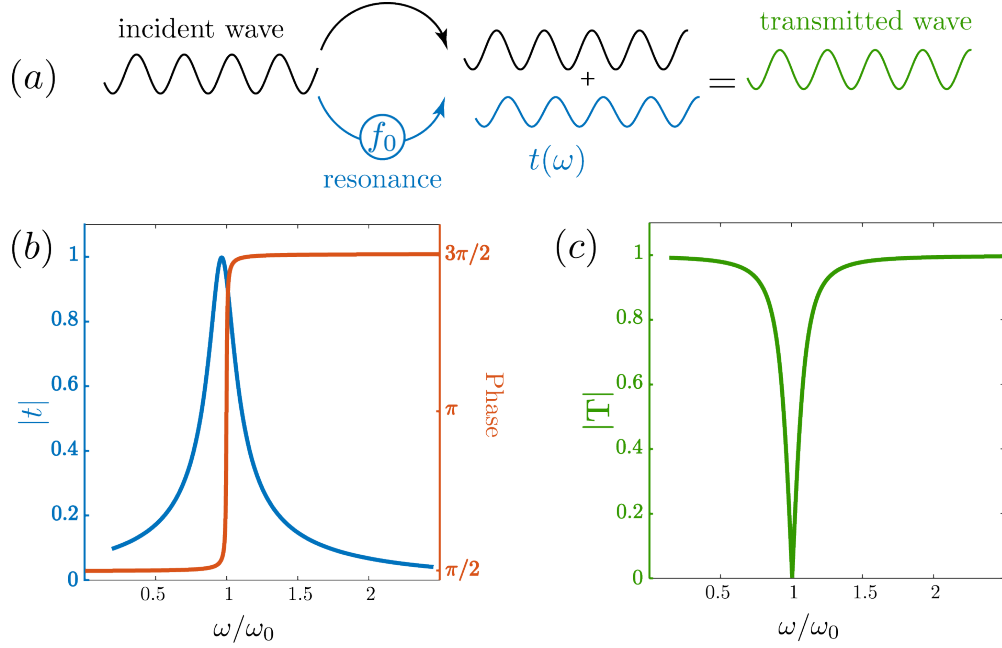 (a)
incident wave
f₀
resonance
+
t(ω)
=
transmitted wave
(b)
1
0.8
0.6
0.4
0.2
0
|t|
0.5
1
1.5
2
ω/ω₀
3π/2
π
π/2
Phase
(c)
1
0.8
0.6
0.4
0.2
0
|T|
0.5
1
1.5
2
ω/ω₀